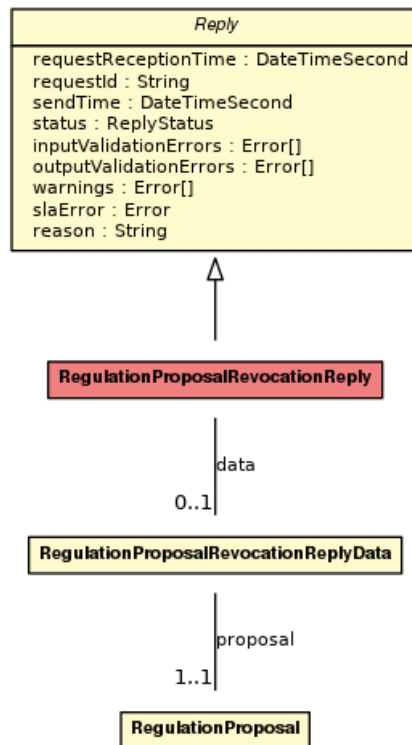 Reply
requestReceptionTime : DateTimeSecond
requestId : String
sendTime : DateTimeSecond
status : ReplyStatus
inputValidationErrors : Error[]
outputValidationErrors : Error[]
warnings : Error[]
slaError : Error
reason : String
RegulationProposalRevocationReply
data
0..1
RegulationProposalRevocationReplyData
proposal
1..1
RegulationProposal